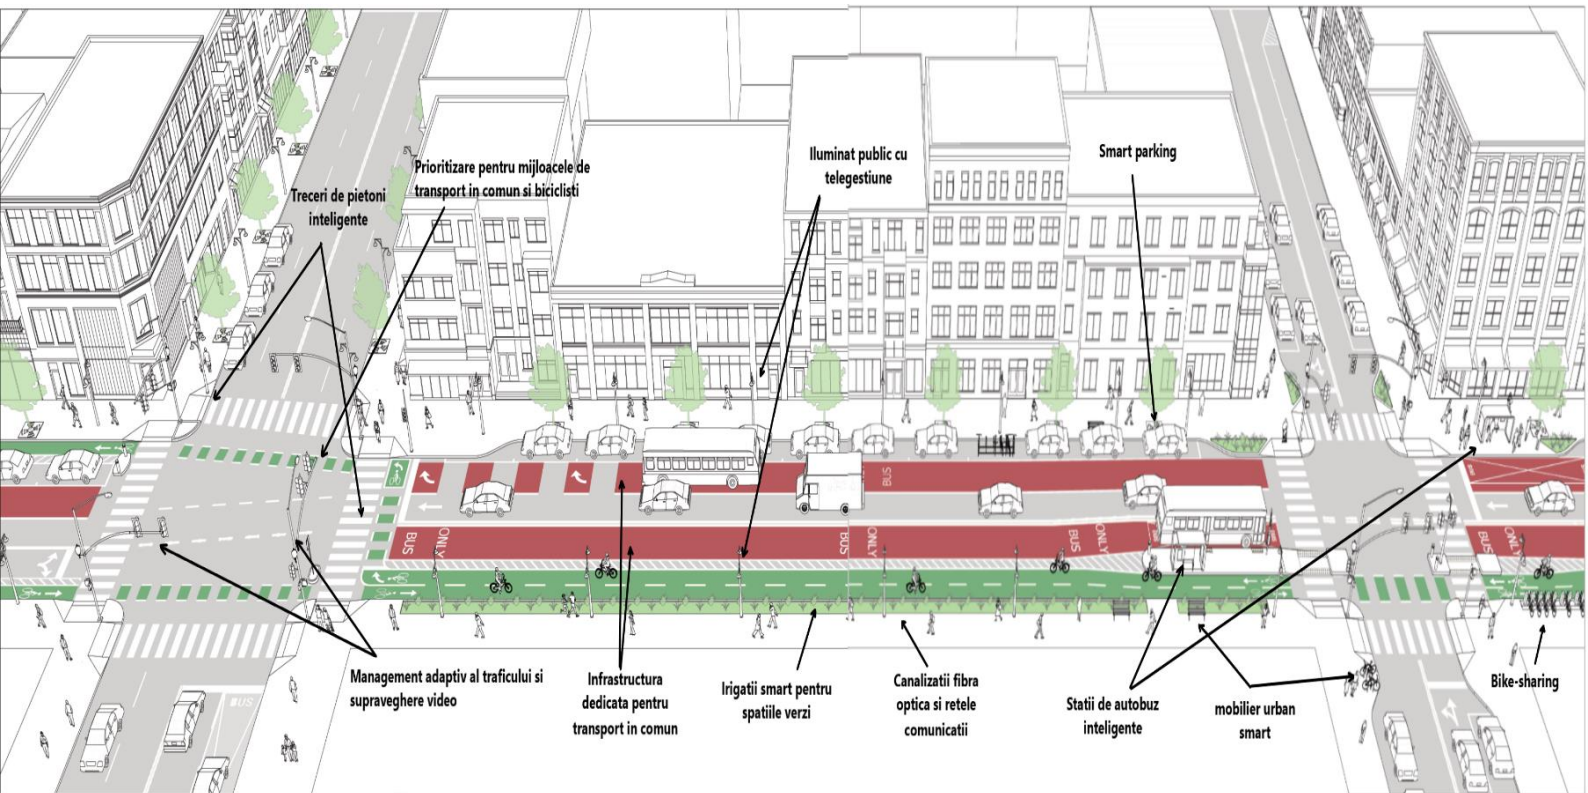 Iluminat public cu
telegestiune
Smart parking
Prioritizare pentru mijloacele de
transport in comun si biciclisti
Treceri de pietoni
inteligente
BUS
BUS
ONLY
BUS
ONLY
BUS
ONLY
BUS
ONLY
Management adaptiv al traficului si
supraveghere video
Infrastructura
dedicata pentru
transport in comun
Irigatii smart pentru
spatiile verzi
Canalizatii fibra
optica si retele
comunicatii
Statii de autobuz
inteligente
mobilier urban
smart
Bike-sharing
BUS